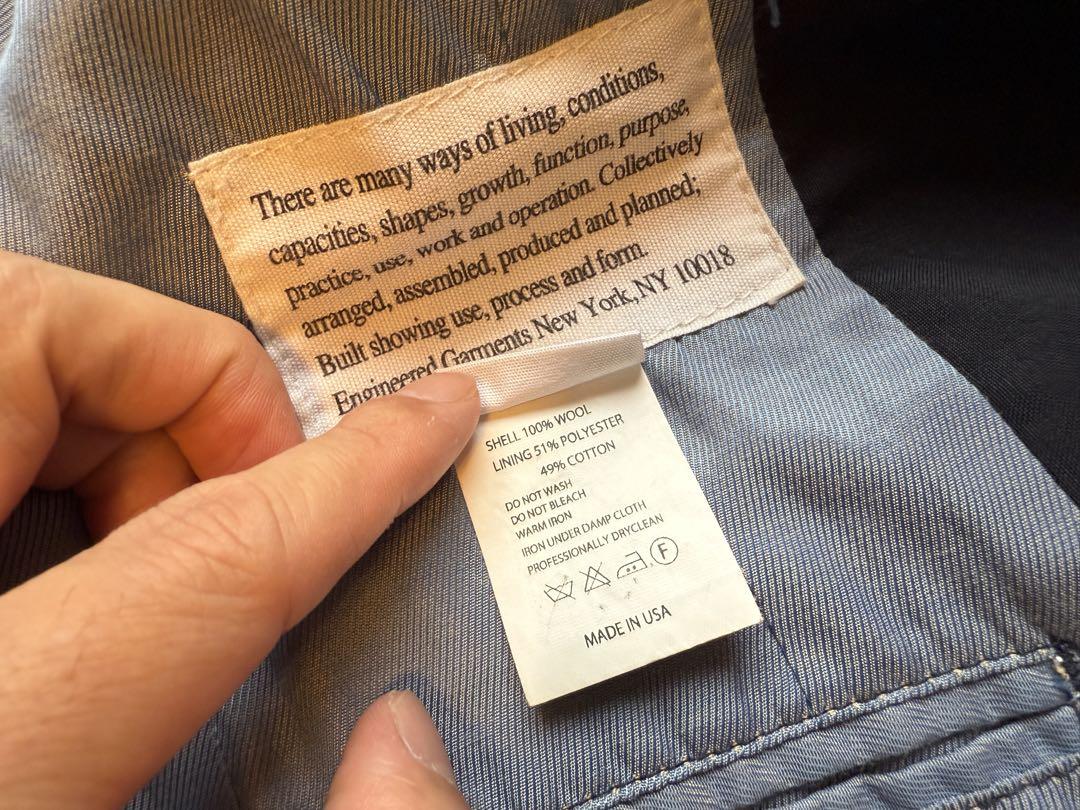 There are many ways of living, conditions,
capacities, shapes, growth, function, purpose,
practice, use, work and operation. Collectively
arranged, assembled, produced and planned;
Built showing use, process and form.
Engineered Garments New York, NY 10018
SHELL 100% WOOL
LINING 51% POLYESTER
49% COTTON
DO NOT WASH
DO NOT BLEACH
WARM IRON
IRON UNDER DAMP CLOTH
PROFESSIONALLY DRYCLEAN
F
MADE IN USA